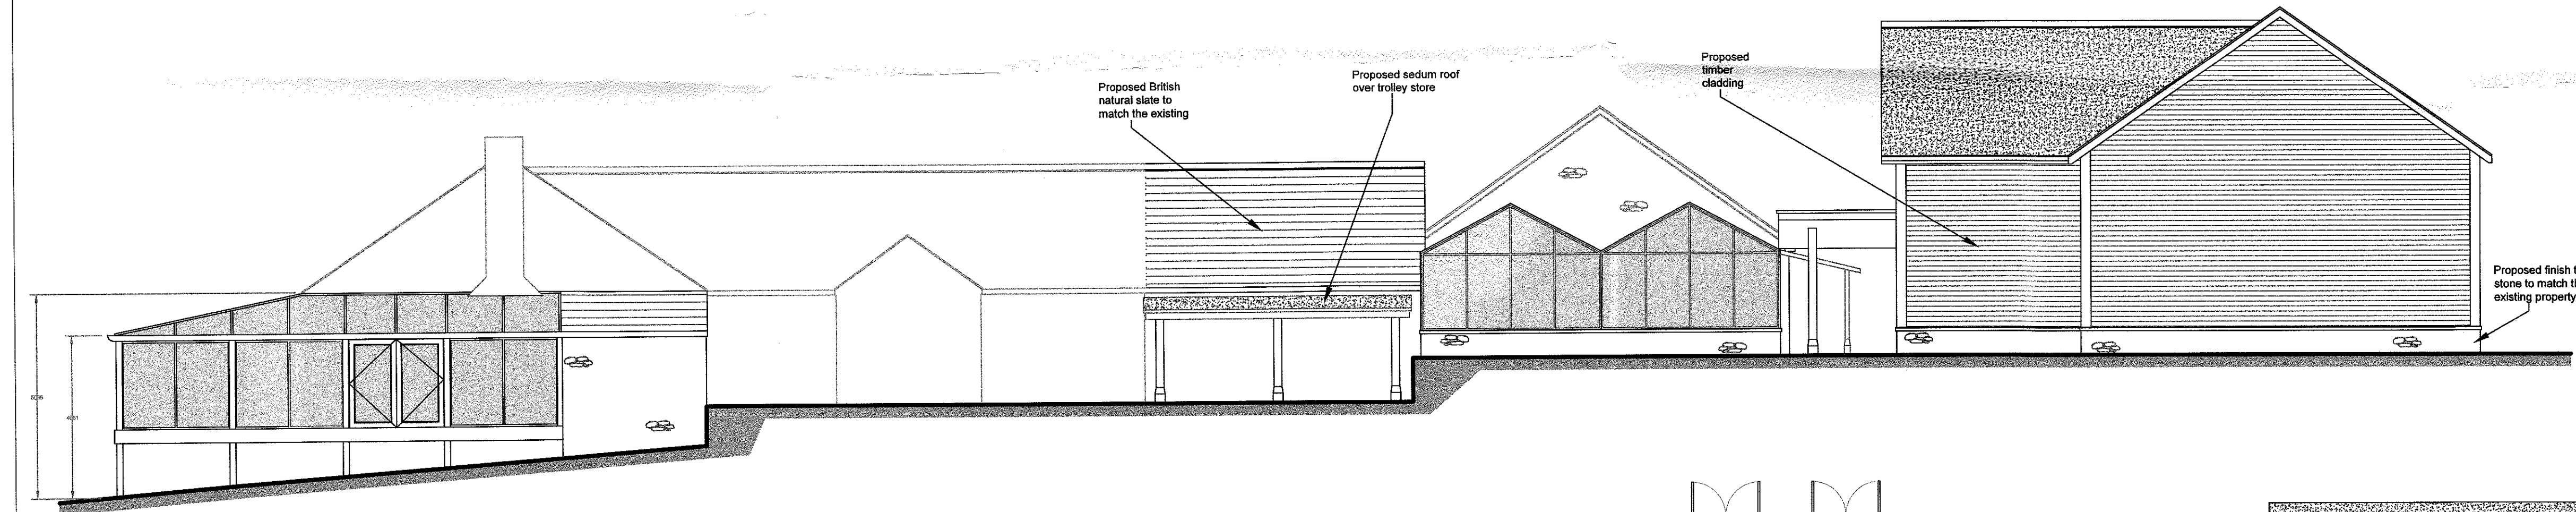 Proposed British
natural slate to
match the existing
Proposed sedum roof
over trolley store
Proposed
timber
cladding
Proposed finish t
stone to match th
existing property